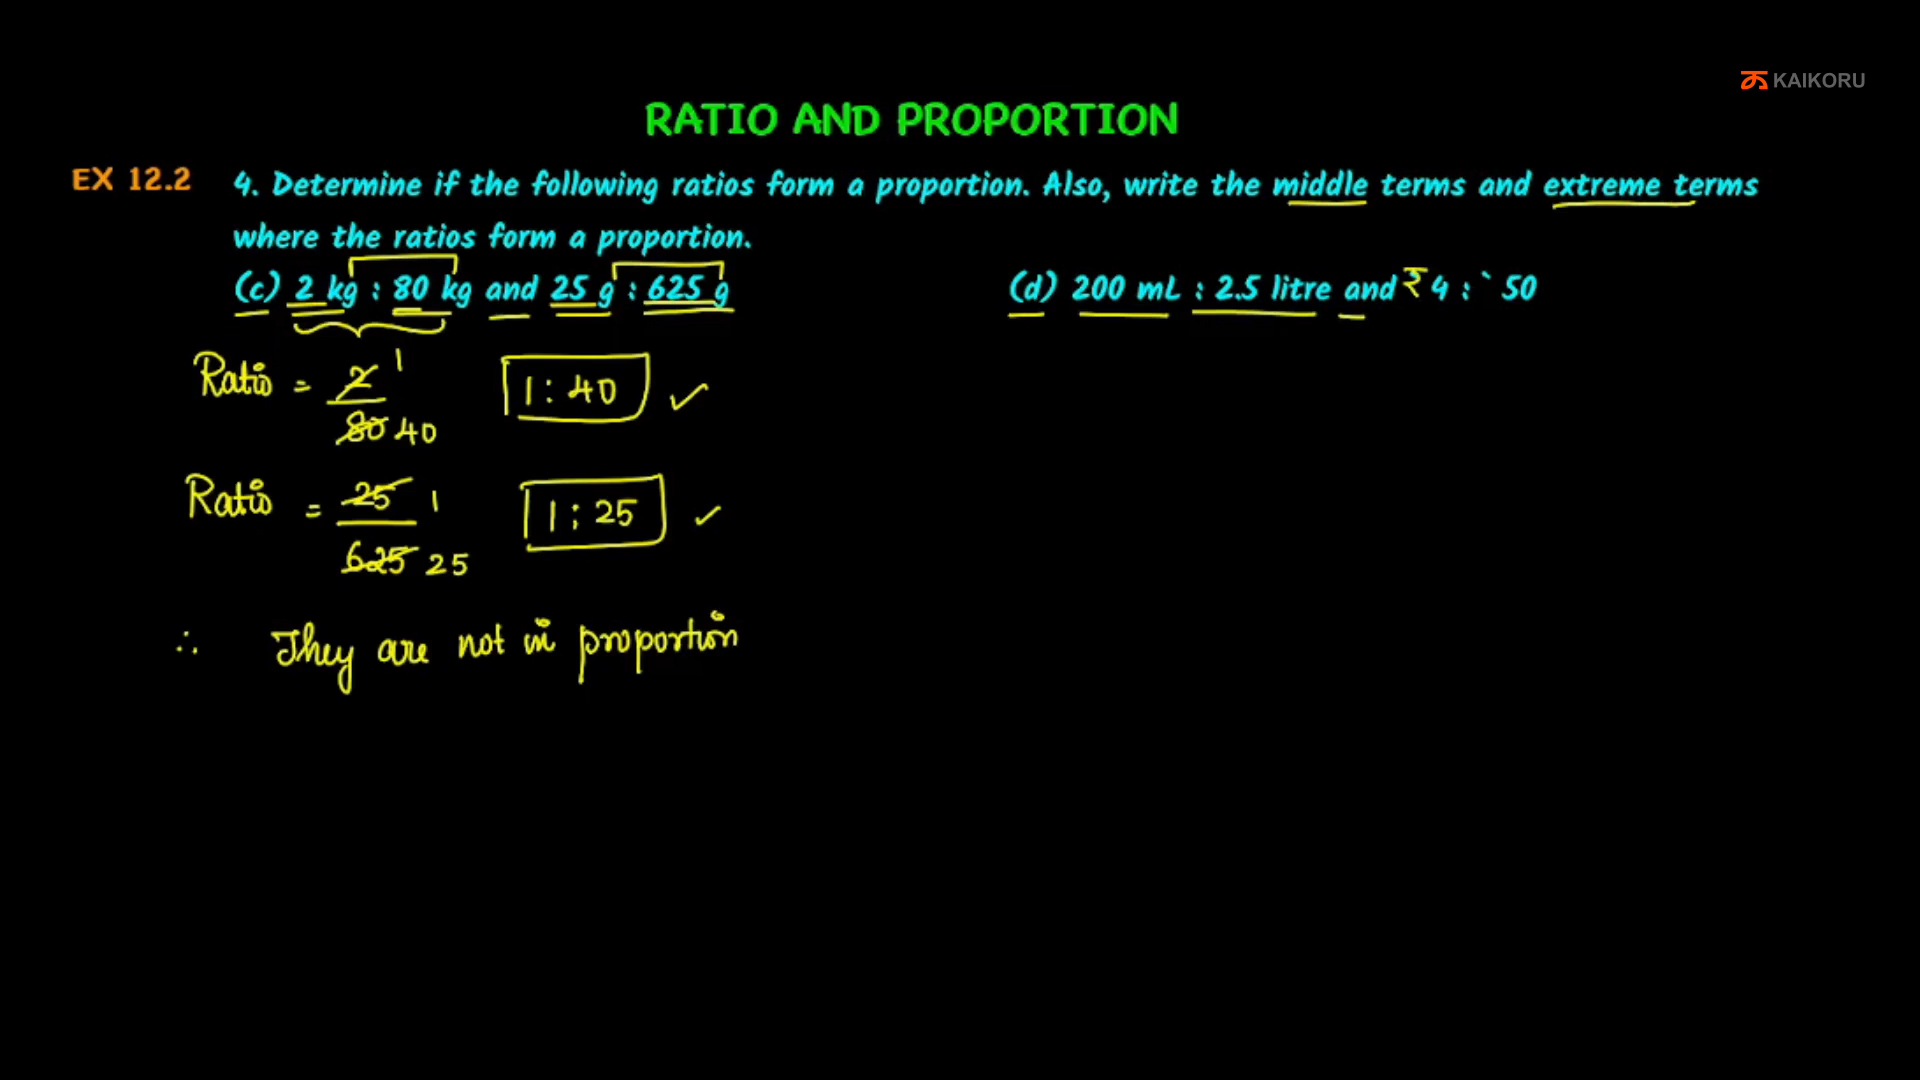 KAIKORU
RATIO AND PROPORTION
EX 12.2
4. Determine if the following ratios form a proportion. Also, write the middle terms and extreme terms
where the ratios form a proportion.
(c) 2 kg : 80 kg and 25 g : 625 g
(d) 200 mL : 2.5 litre and ₹ 4 : ` 50
Ratio = 2 1
80 40
1 : 40 ✓
Ratio = 25 1
625 25
1 : 25 ✓
∴ They are not in proportion